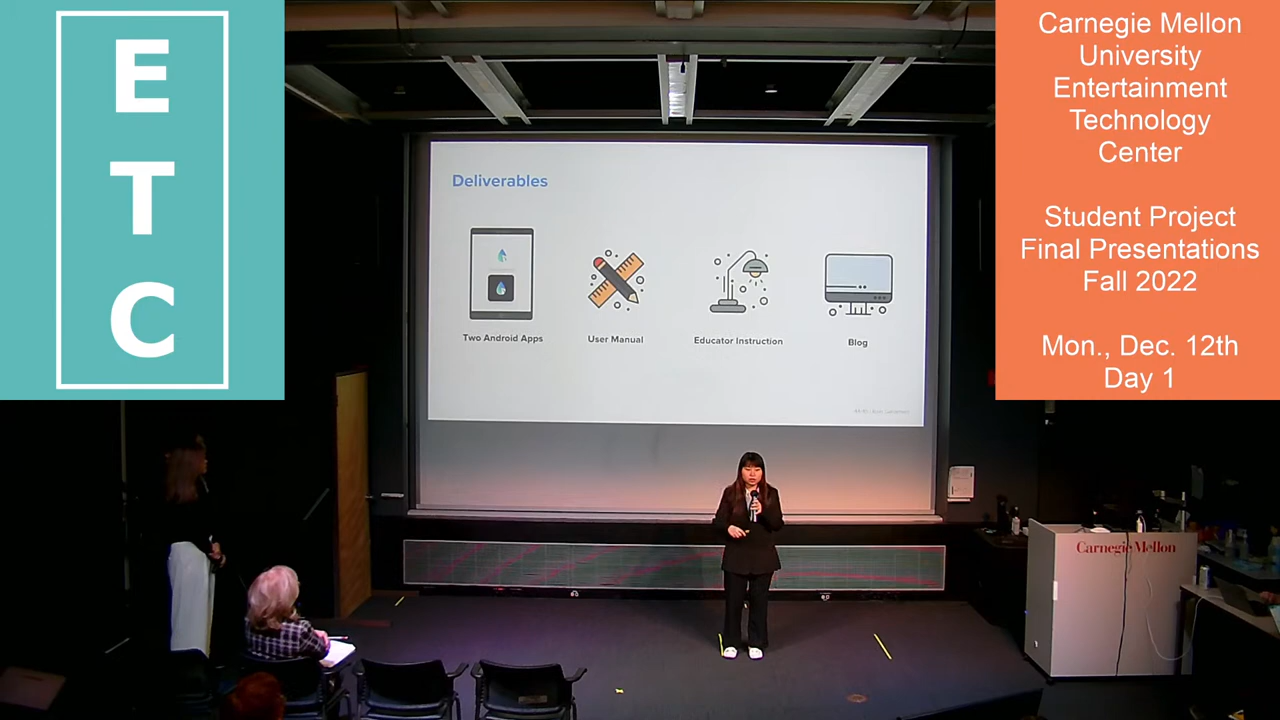 E
T
C
Carnegie Mellon
University
Entertainment
Technology
Center
Student Project
Final Presentations
Fall 2022
Mon., Dec. 12th
Day 1
Deliverables
Two Android Apps
User Manual
Educator Instruction
Blog
Carnegie Mellon